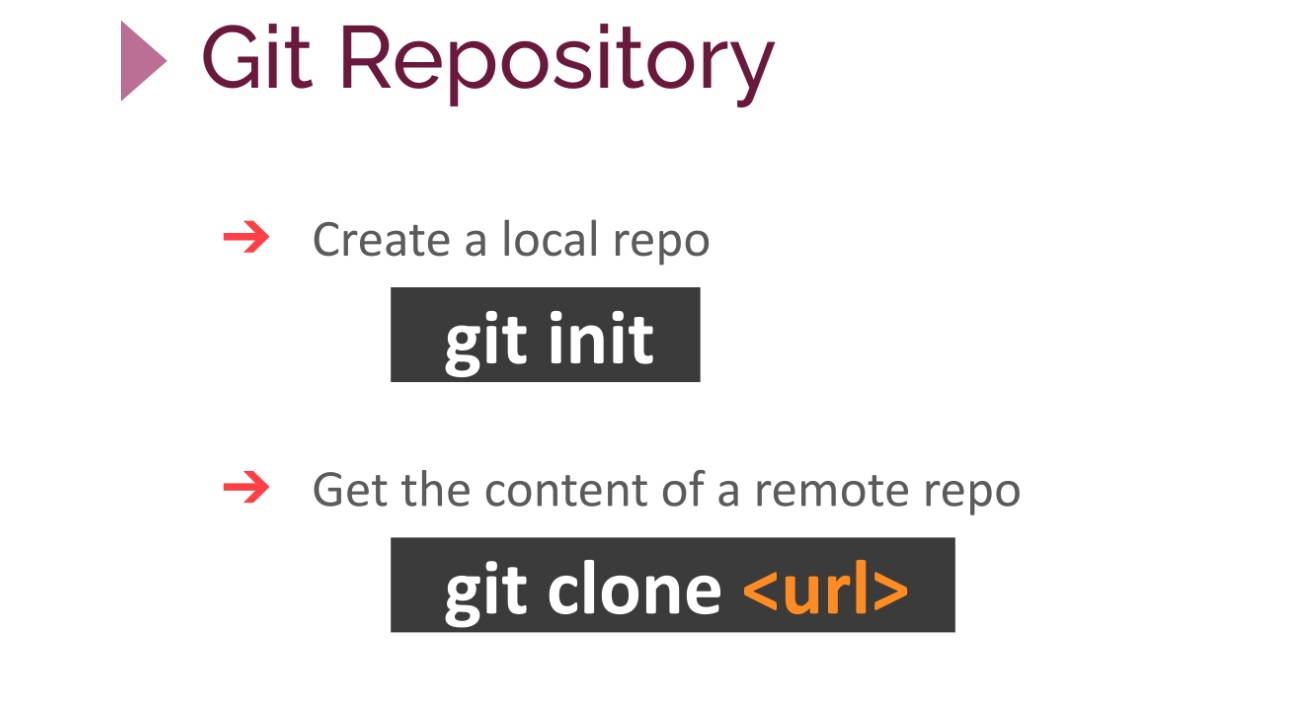 Git Repository
Create a local repo
git init
Get the content of a remote repo
git clone <url>